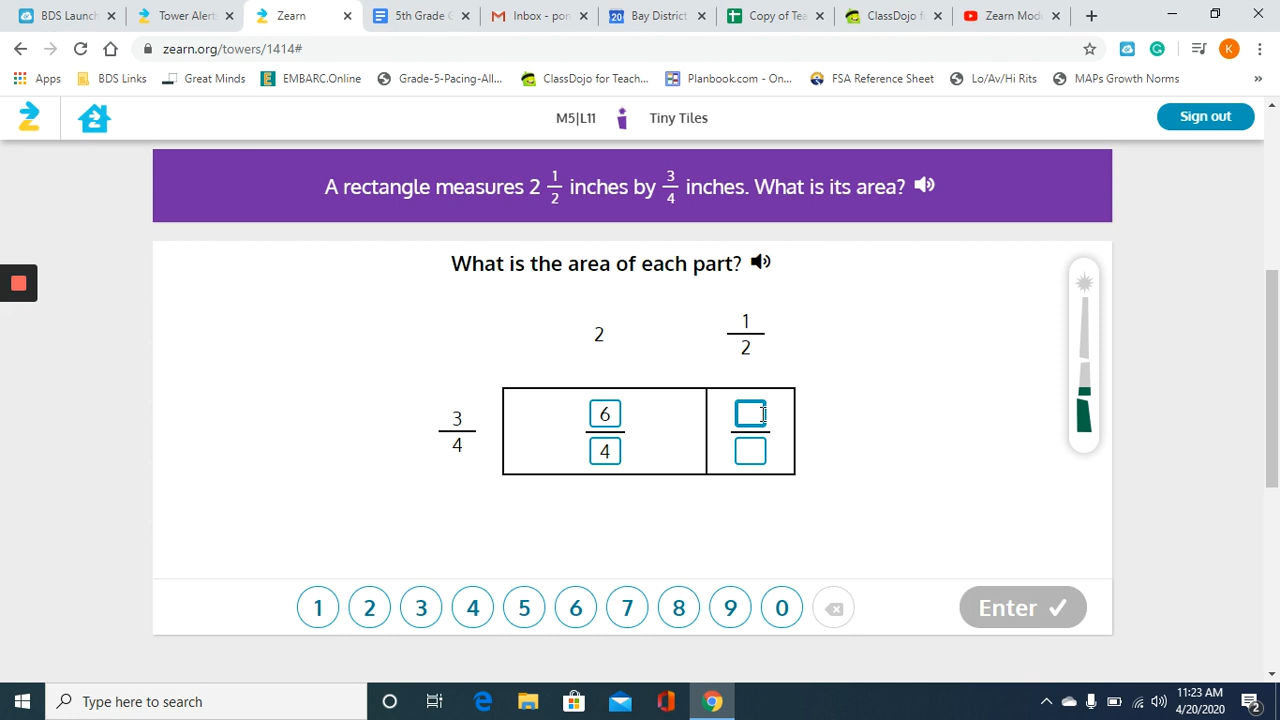 BDS Launch
Tower Alert
Zearn
5th Grade G
Inbox - por
Bay District
Copy of Tea
ClassDojo f
Zearn Mod
zearn.org/towers/1414#
K
Apps
BDS Links
Great Minds
EMBARC.Online
Grade-5-Pacing-All...
ClassDojo for Teach...
Planbook.com - On...
FSA Reference Sheet
Lo/Av/Hi Rits
MAPs Growth Norms
»
M5|L11
Tiny Tiles
Sign out
A rectangle measures 2 1/2 inches by 3/4 inches. What is its area?
What is the area of each part?
2
1/2
3/4
6/4
1 2 3 4 5 6 7 8 9 0
Enter ✓
Type here to search
11:23 AM
4/20/2020
2